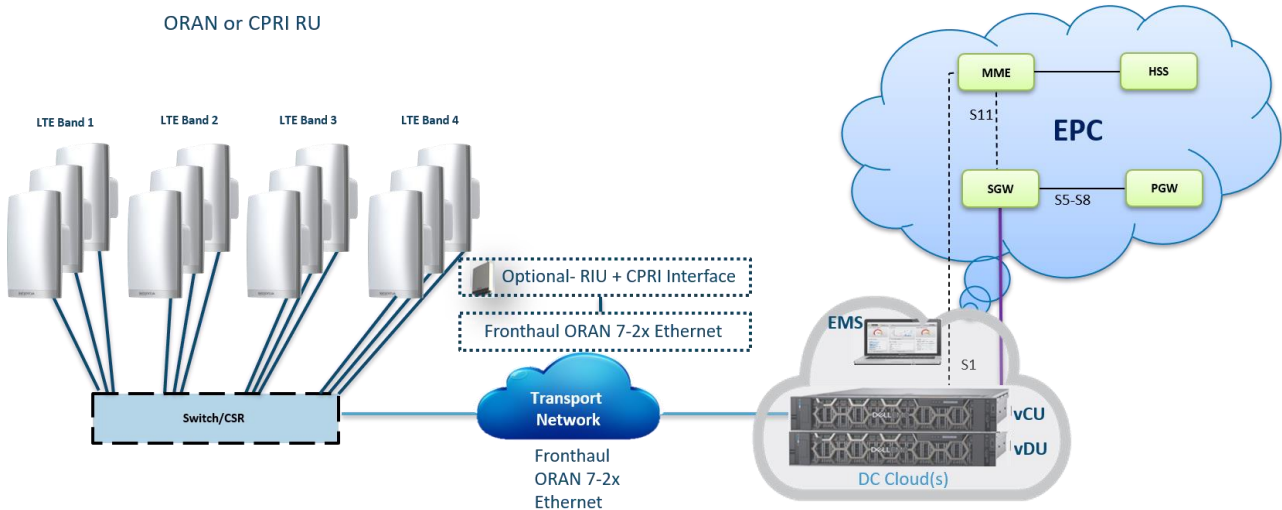 ORAN or CPRI RU
LTE Band 1
LTE Band 2
LTE Band 3
LTE Band 4
Optional- RIU + CPRI Interface
Fronthaul ORAN 7-2x Ethernet
Switch/CSR
Transport
Network
Fronthaul
ORAN 7-2x
Ethernet
MME
HSS
S11
EPC
SGW
S5-S8
PGW
EMS
S1
DELL
vCU
DELL
vDU
DC Cloud(s)